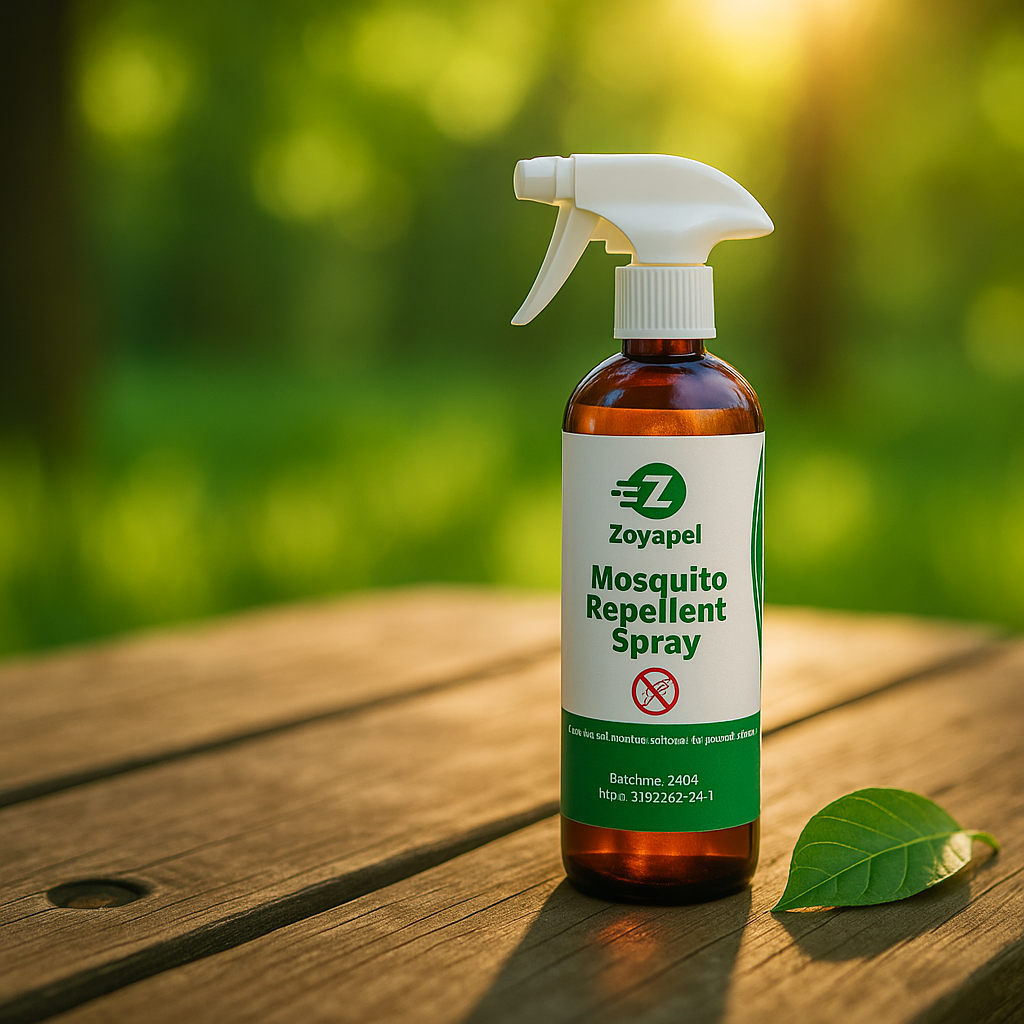 Z
Zoyapel
Mosquito
Repellent
Spray
Batchme. 2404
3192262-24-1